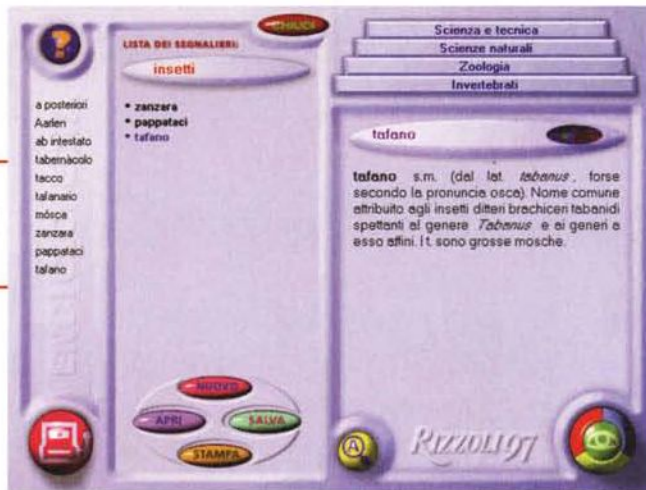 ?
a posteriori
Aarlen
ab intestato
tabernàcolo
tacco
tafanario
mósca
zanzara
pappataci
tafano
LISTA DEI SEGNALIBRI:
CHIUDI
insetti
• zanzara
• pappataci
• tafano
NUOVO
APRI
SALVA
STAMPA
Scienza e tecnica
Scienze naturali
Zoologia
Invertebrati
tafano
tafano s.m. (dal lat. tabanus, forse
secondo la pronuncia osca). Nome comune
attribuito agli insetti ditteri brachiceri tabanidi
spettanti al genere Tabanus e ai generi a
esso affini. I t. sono grosse mosche.
A
RIZZOLI 97